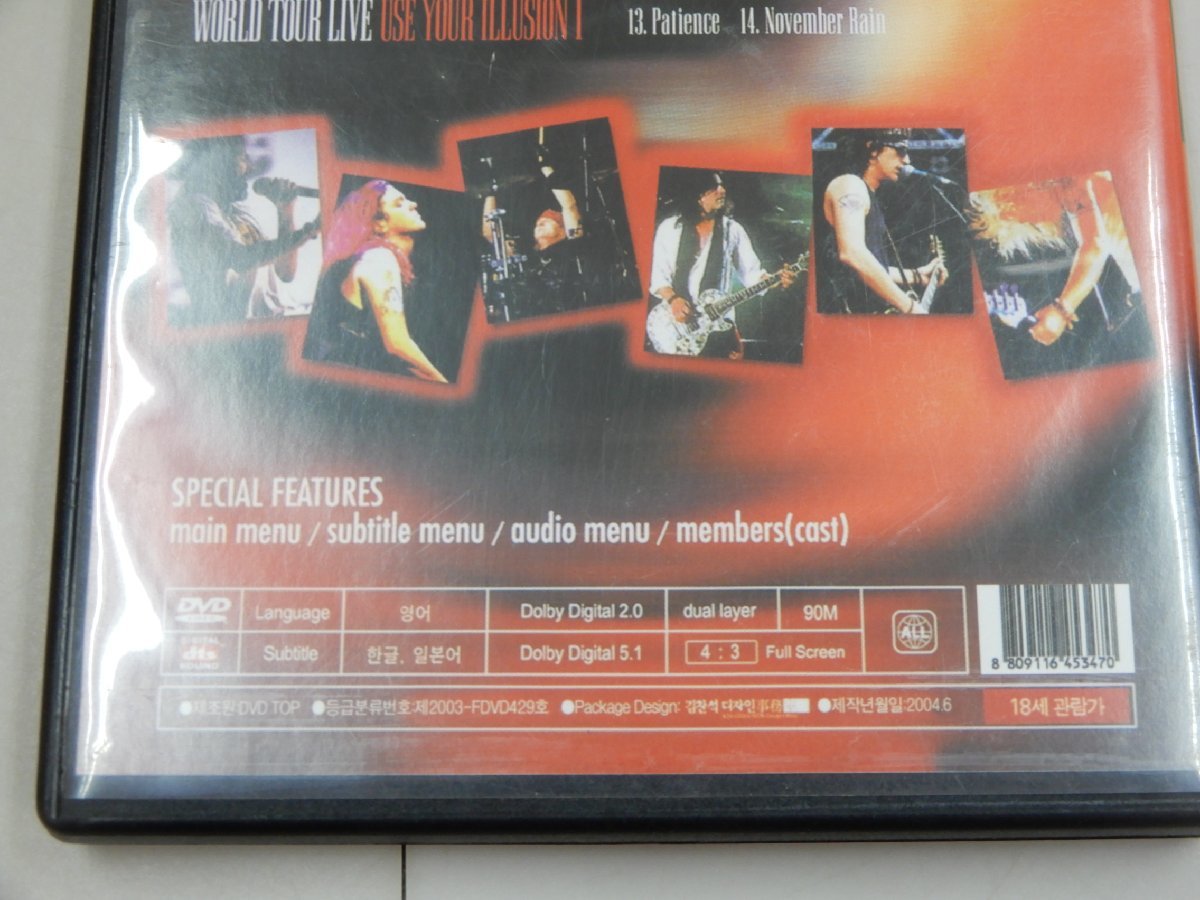 WORLD TOUR LIVE USE YOUR ILLUSION I
13. Patience 14. November Rain
SPECIAL FEATURES
main menu / subtitle menu / audio menu / members(cast)
DVD Language 영어 Dolby Digital 2.0 dual layer 90M ALL
DIGITAL dts SOUND Subtitle 한글, 일본어 Dolby Digital 5.1 4 : 3 Full Screen
8 809116 453470
●제조원:DVD TOP ●등급분류번호:제2003-FDVD429호 ●Package Design: 김찬석 디자인 ●제작년월일:2004.6 18세 관람가